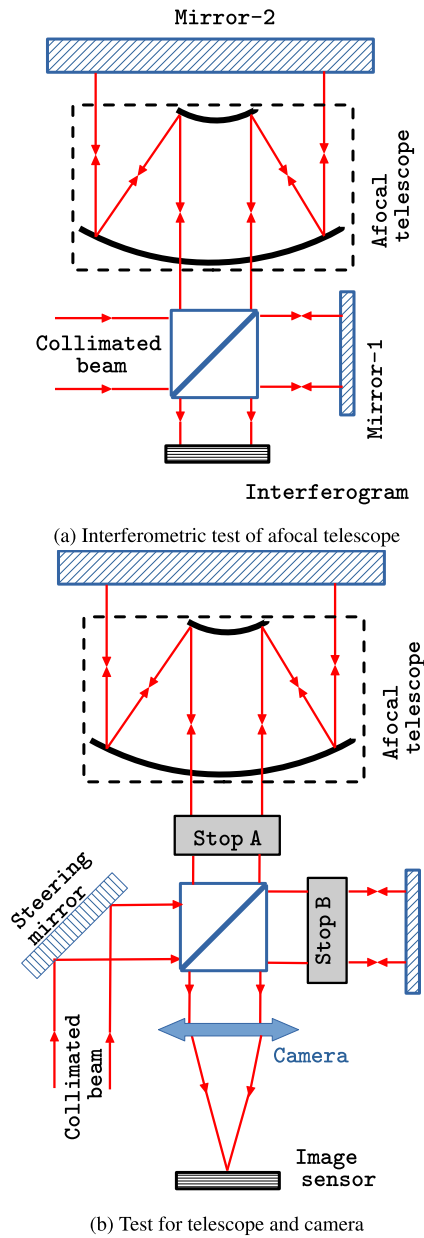 Mirror-2
Afocal
telescope
Collimated
beam
Mirror-1
Interferogram
(a) Interferometric test of afocal telescope
Afocal
telescope
Stop A
Steering
mirror
Stop B
Collimated
beam
Camera
Image
sensor
(b) Test for telescope and camera